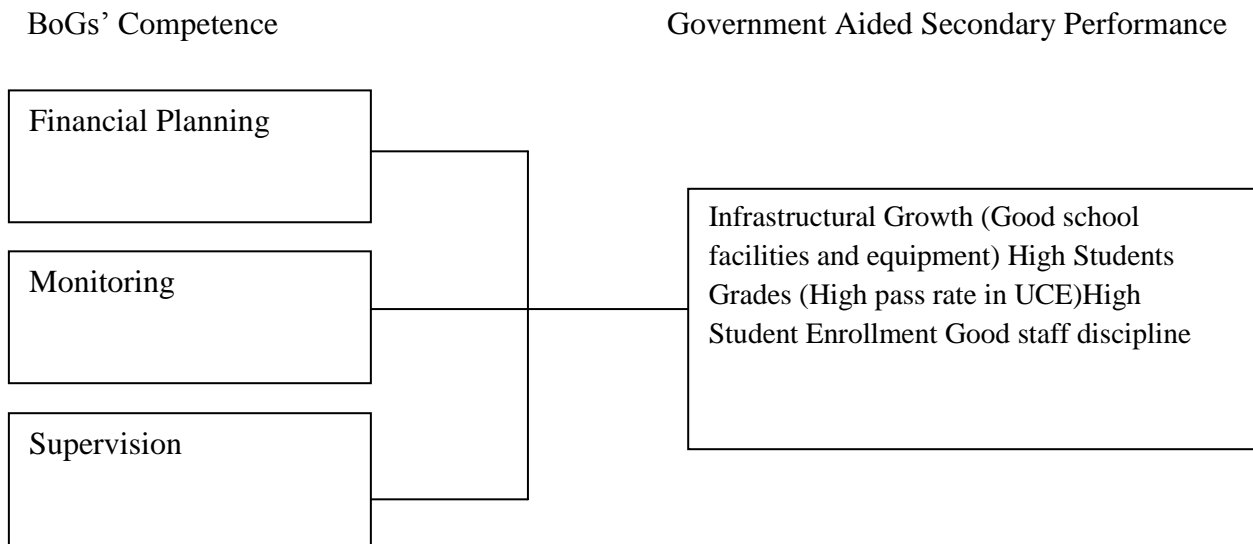 BoGs’ Competence
Government Aided Secondary Performance
Financial Planning
Monitoring
Supervision
Infrastructural Growth (Good school
facilities and equipment) High Students
Grades (High pass rate in UCE)High
Student Enrollment Good staff discipline